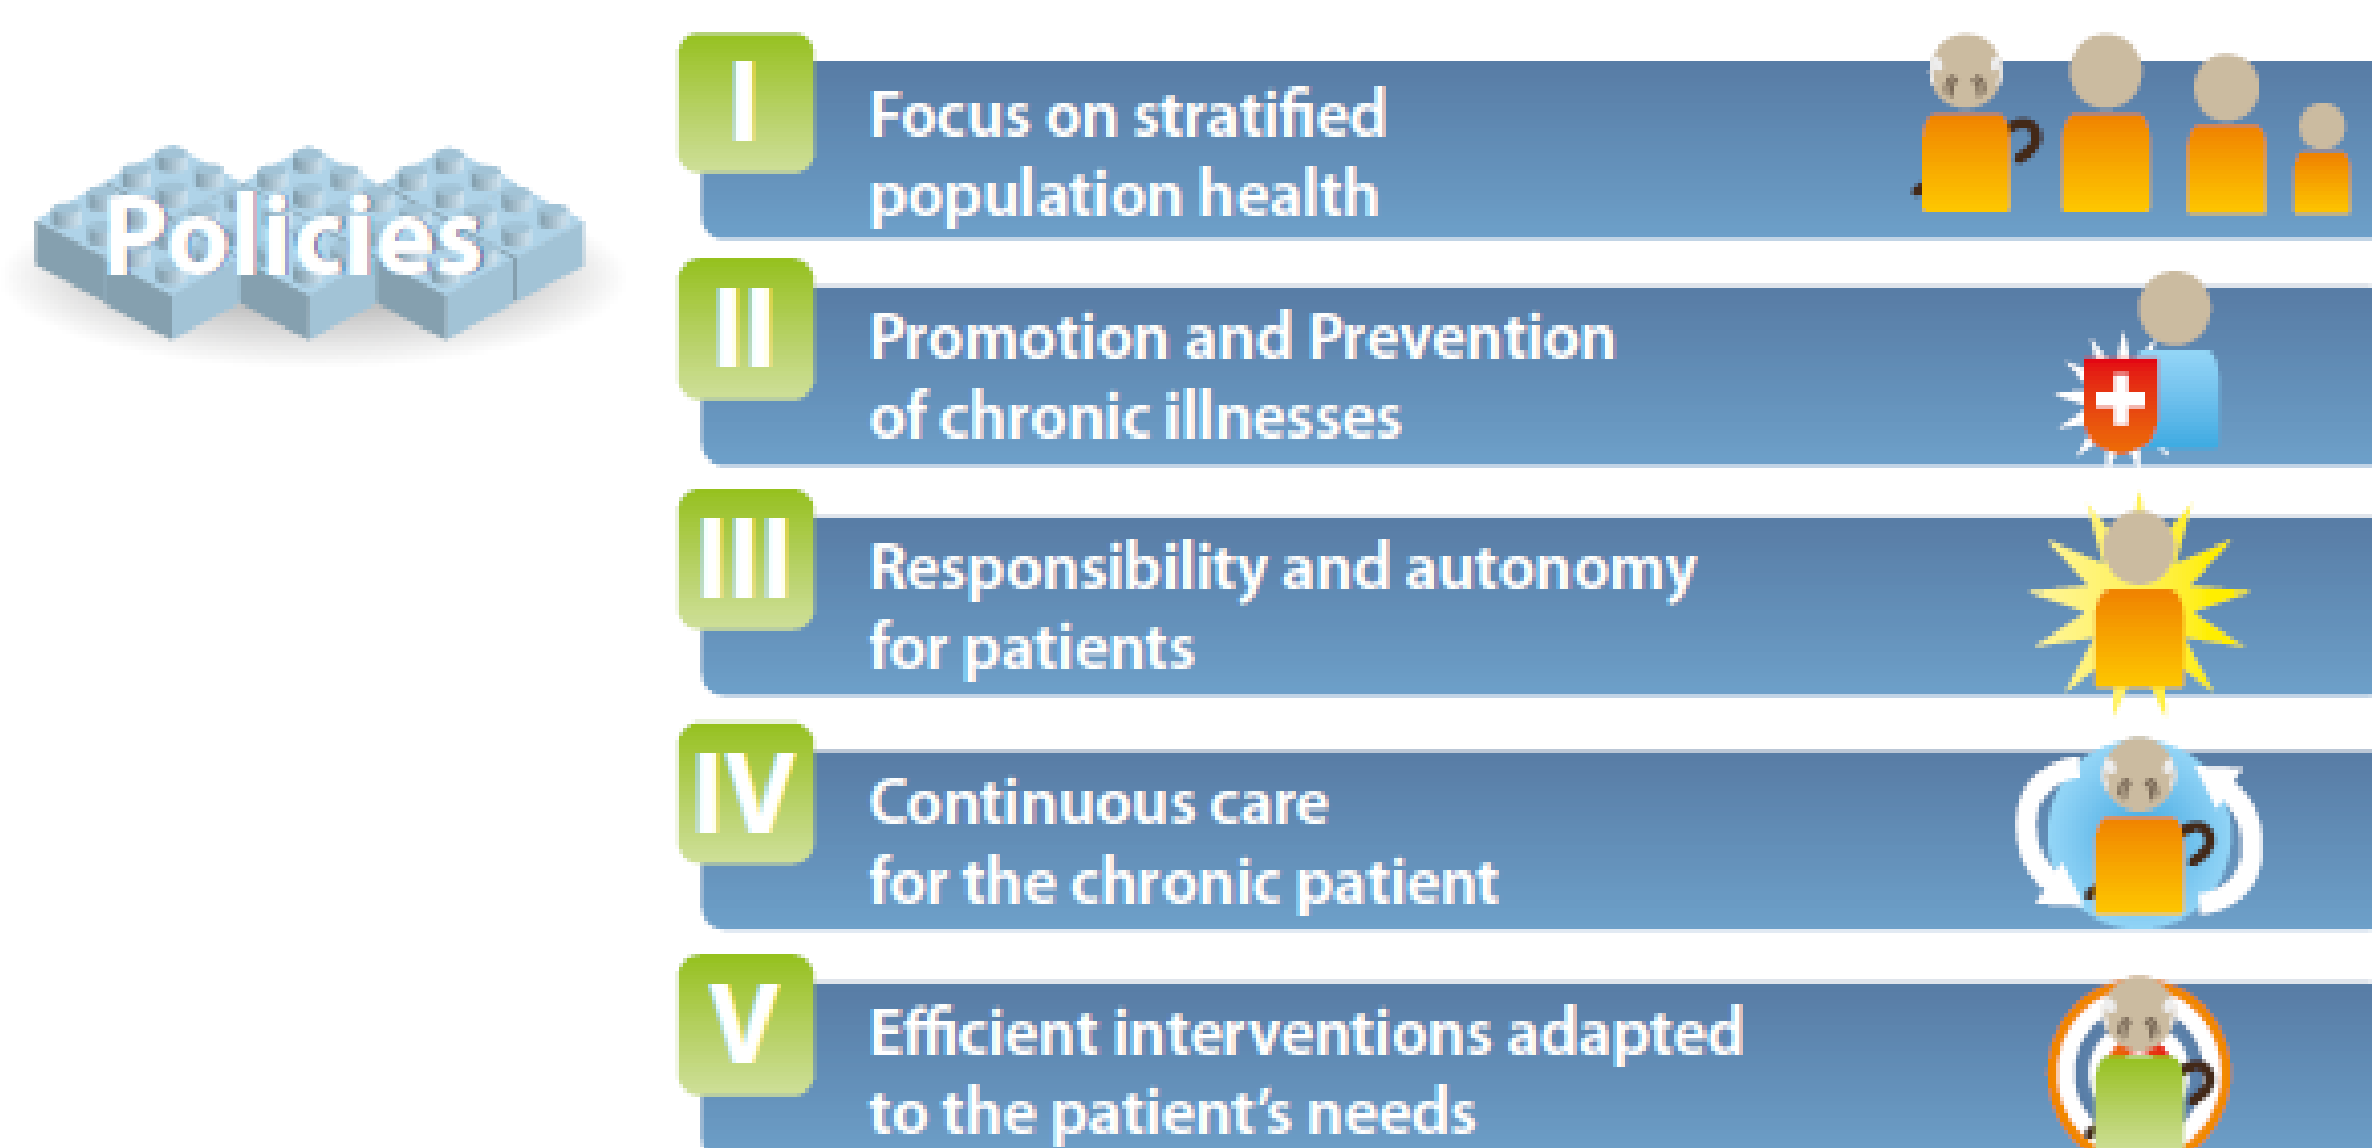 Policies
I
Focus on stratified
population health
II
Promotion and Prevention
of chronic illnesses
III
Responsibility and autonomy
for patients
IV
Continuous care
for the chronic patient
V
Efficient interventions adapted
to the patient's needs